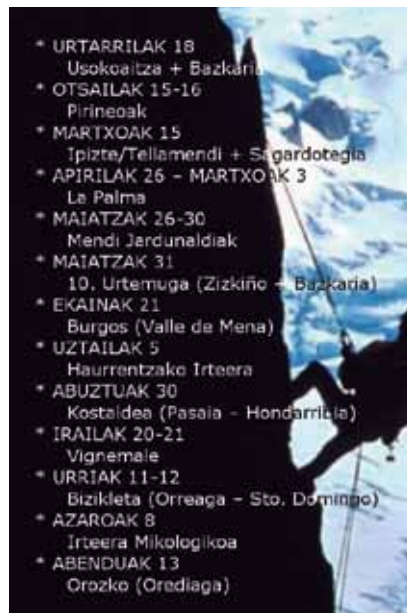 * URTARRILAK 18
Usokoaitza + Bazkaria
* OTSAILAK 15-16
Pirineoak
* MARTXOAK 15
Ipizte/Tellamendi + Sagardotegia
* APIRILAK 26 – MARTXOAK 3
La Palma
* MAIATZAK 26-30
Mendi Jardunaldiak
* MAIATZAK 31
10. Urtemuga (Zizkiño + Bazkaria)
* EKAINAK 21
Burgos (Valle de Mena)
* UZTAILAK 5
Haurrentzako Irteera
* ABUZTUAK 30
Kostaldea (Pasaia – Hondarribia)
* IRAILAK 20-21
Vignemale
* URRIAK 11-12
Bizikleta (Orreaga – Sto. Domingo)
* AZAROAK 8
Irteera Mikologikoa
* ABENDUAK 13
Orozko (Orediaga)